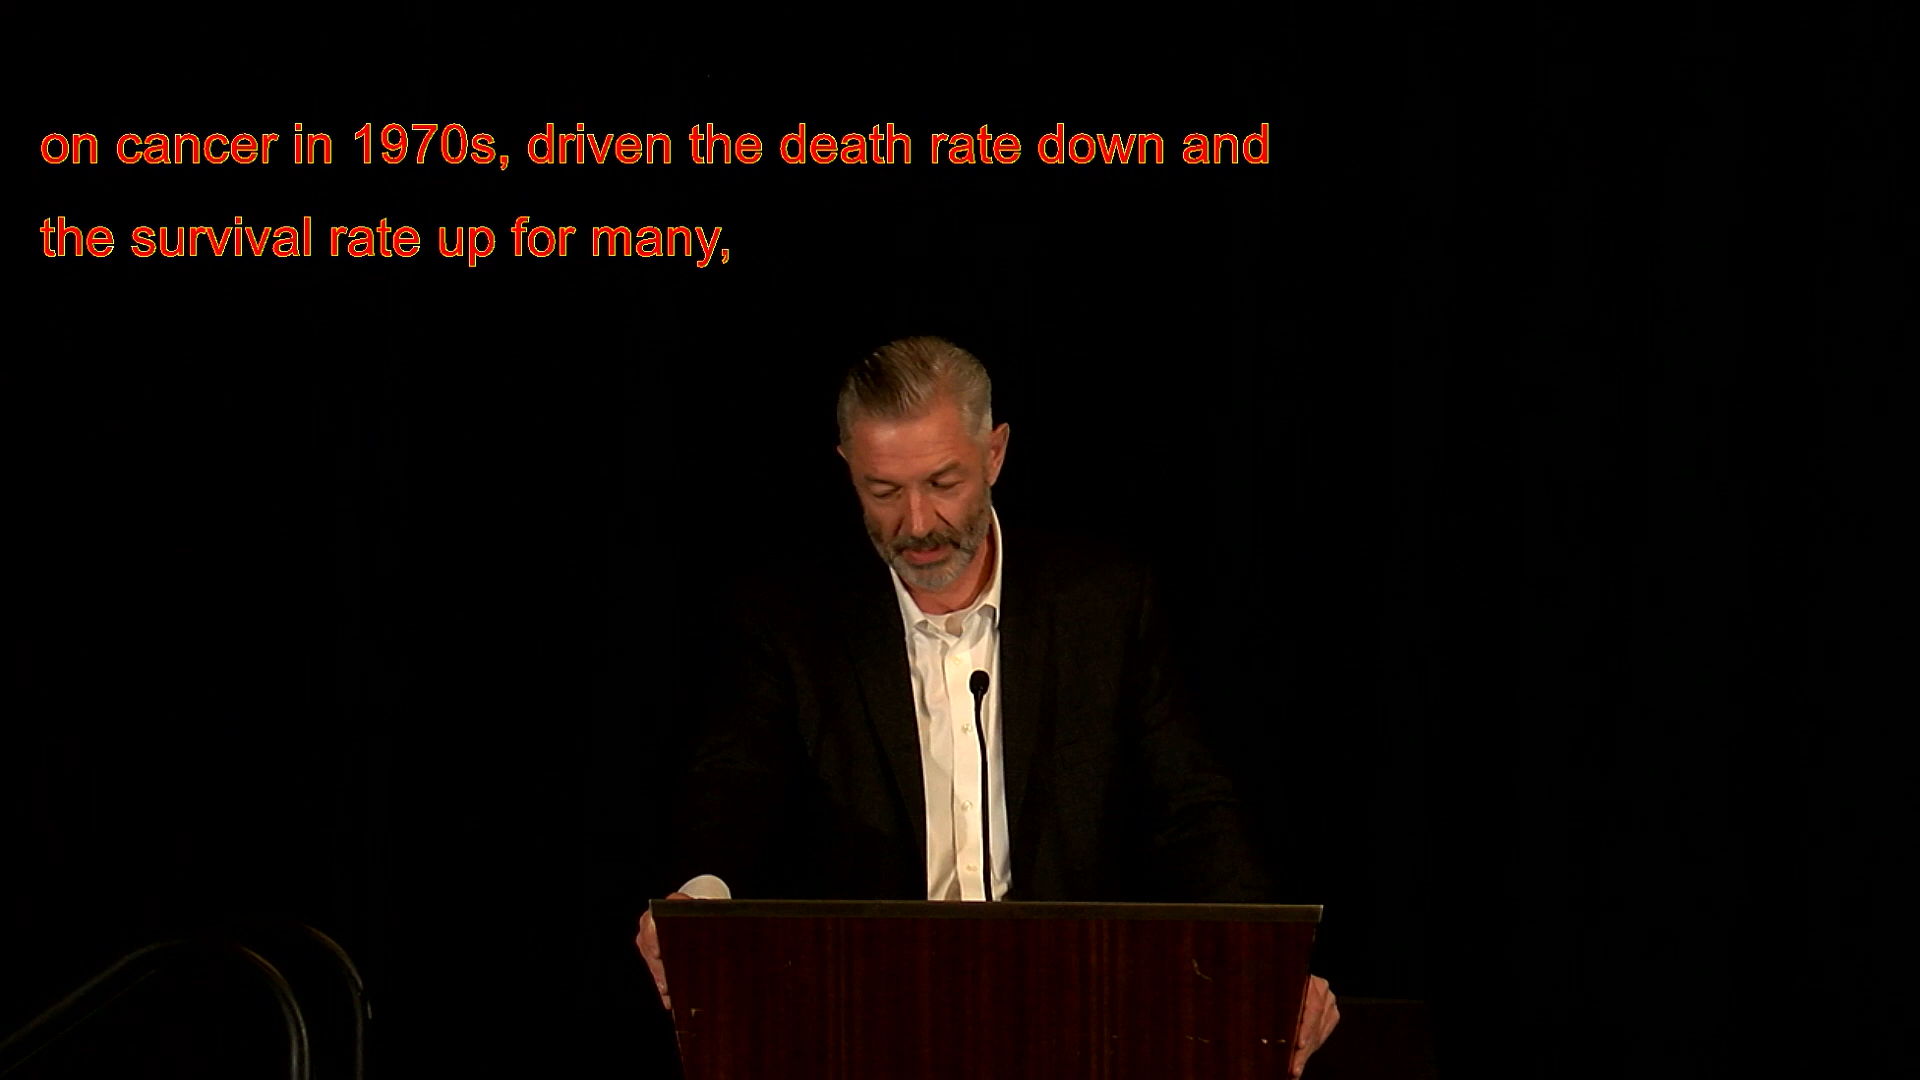 on cancer in 1970s, driven the death rate down and
the survival rate up for many,